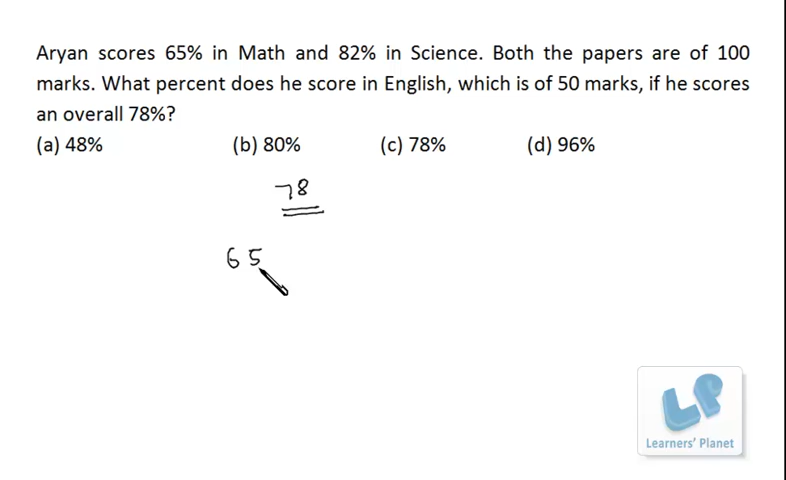 Aryan scores 65% in Math and 82% in Science. Both the papers are of 100
marks. What percent does he score in English, which is of 50 marks, if he scores
an overall 78%?
(a) 48% (b) 80% (c) 78% (d) 96%
78
65
LP
Learners' Planet